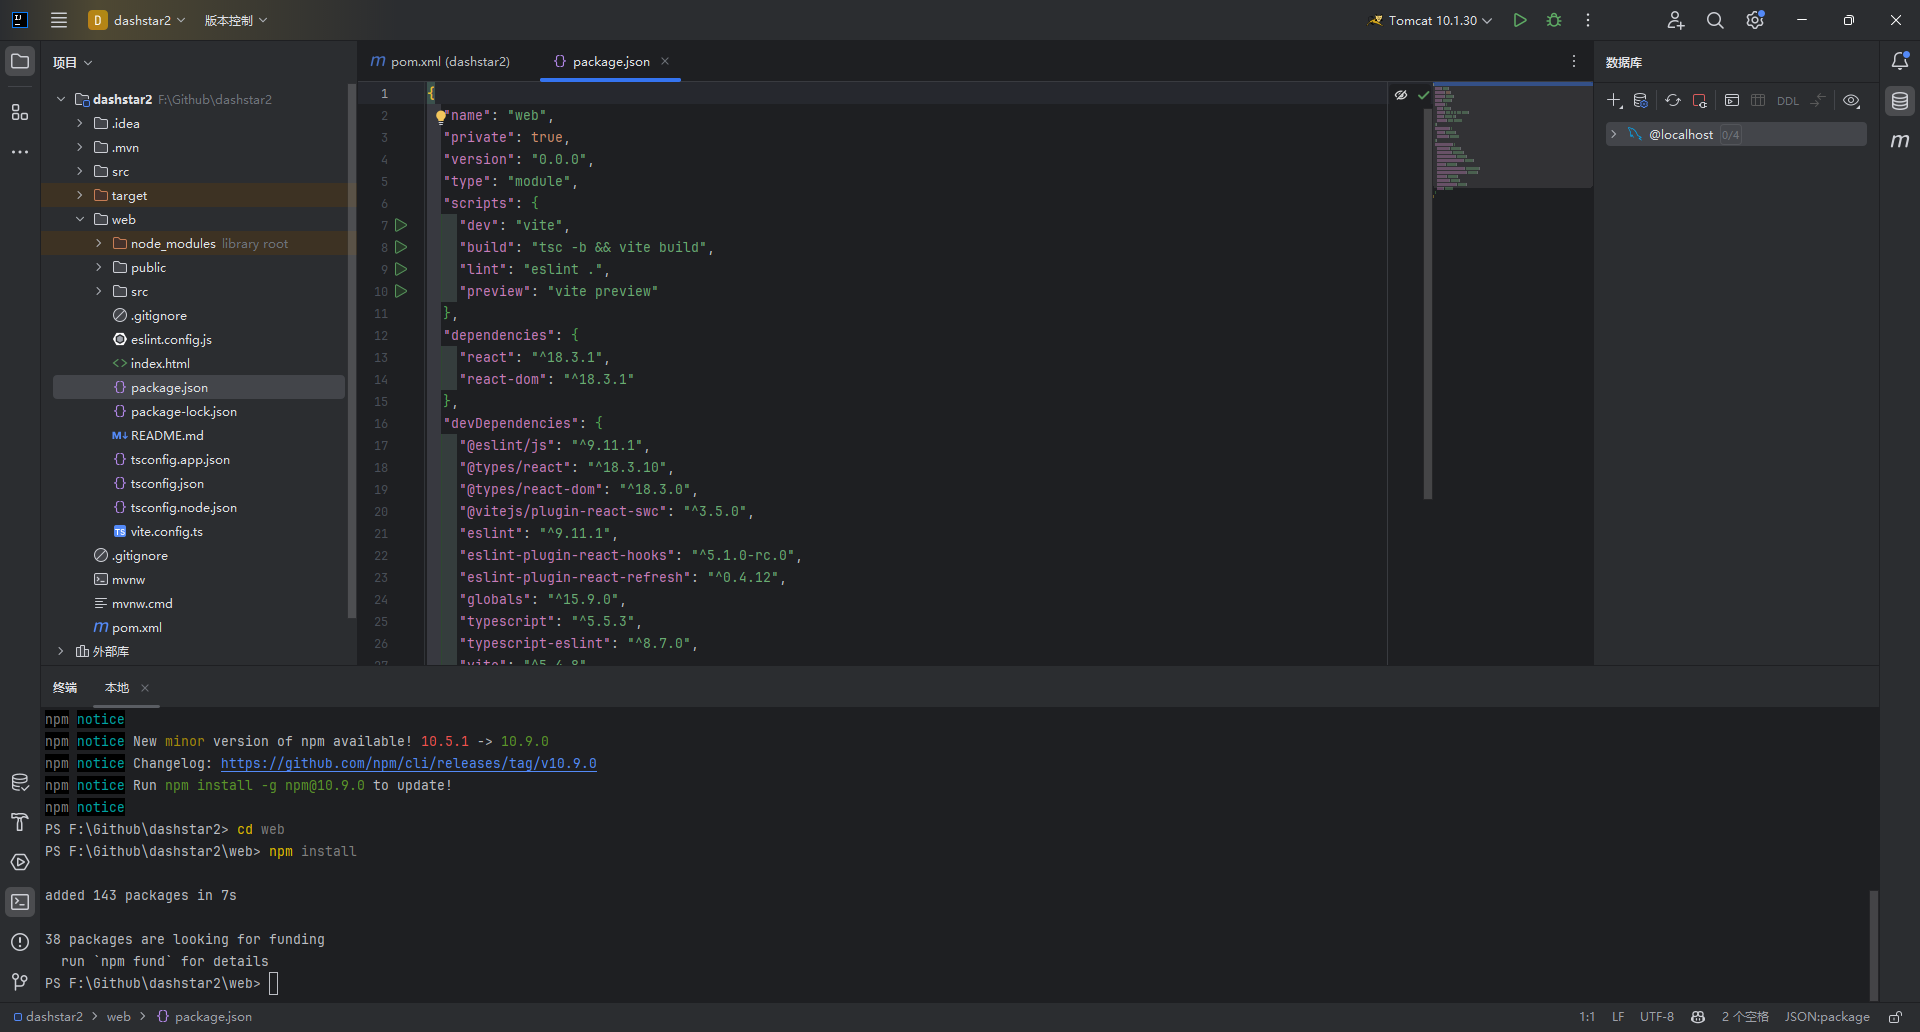 D dashstar2 版本控制 Tomcat 10.1.30
项目
dashstar2 F:\Github\dashstar2
.idea
.mvn
src
target
web
node_modules library root
public
src
.gitignore
eslint.config.js
index.html
package.json
package-lock.json
README.md
tsconfig.app.json
tsconfig.json
tsconfig.node.json
vite.config.ts
.gitignore
mvnw
mvnw.cmd
pom.xml
外部库
pom.xml (dashstar2) package.json
1 {
2 "name": "web",
3 "private": true,
4 "version": "0.0.0",
5 "type": "module",
6 "scripts": {
7 "dev": "vite",
8 "build": "tsc -b && vite build",
9 "lint": "eslint .",
10 "preview": "vite preview"
11 },
12 "dependencies": {
13 "react": "^18.3.1",
14 "react-dom": "^18.3.1"
15 },
16 "devDependencies": {
17 "@eslint/js": "^9.11.1",
18 "@types/react": "^18.3.10",
19 "@types/react-dom": "^18.3.0",
20 "@vitejs/plugin-react-swc": "^3.5.0",
21 "eslint": "^9.11.1",
22 "eslint-plugin-react-hooks": "^5.1.0-rc.0",
23 "eslint-plugin-react-refresh": "^0.4.12",
24 "globals": "^15.9.0",
25 "typescript": "^5.5.3",
26 "typescript-eslint": "^8.7.0",
27 "vite": "^5.4.8"
数据库
DDL
@localhost 0/4
终端 本地
npm notice
npm notice New minor version of npm available! 10.5.1 -> 10.9.0
npm notice Changelog: https://github.com/npm/cli/releases/tag/v10.9.0
npm notice Run npm install -g npm@10.9.0 to update!
npm notice
PS F:\Github\dashstar2> cd web
PS F:\Github\dashstar2\web> npm install
added 143 packages in 7s
38 packages are looking for funding
run `npm fund` for details
PS F:\Github\dashstar2\web>
dashstar2 > web > package.json 1:1 LF UTF-8 2 个空格 JSON:package